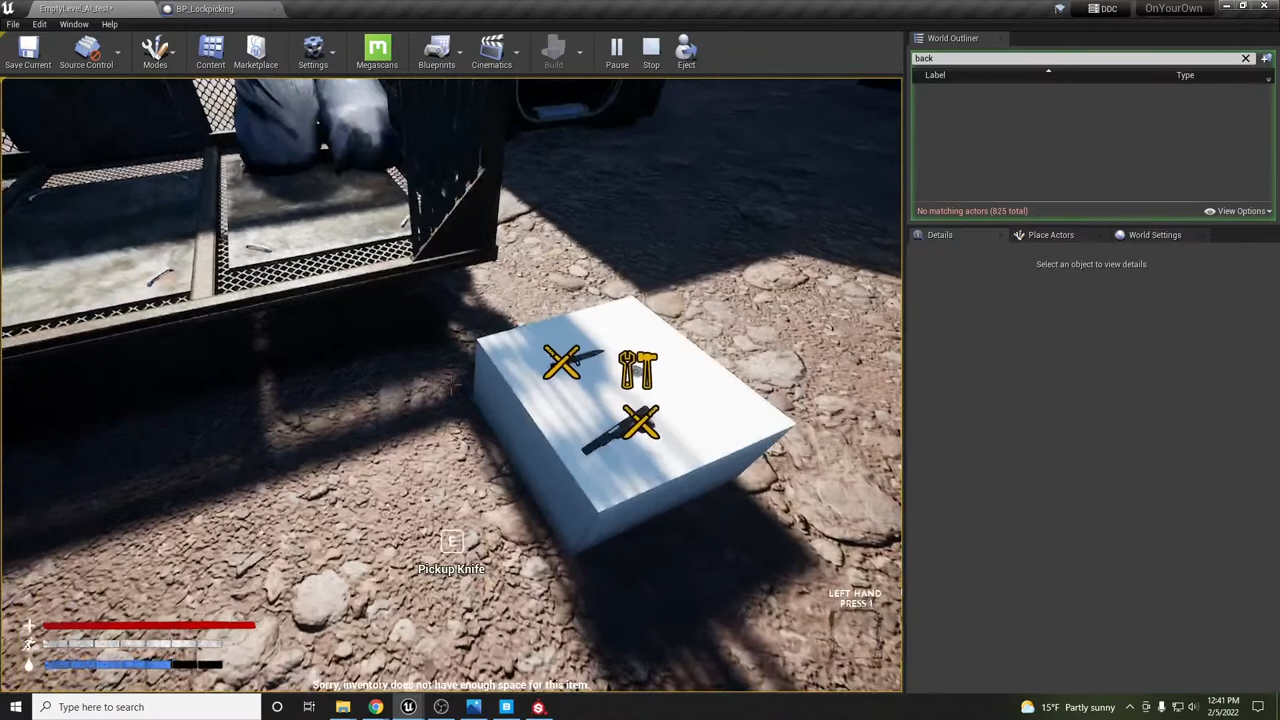 EmptyLevel_AI_test*
BP_Lockpicking
DDC
OnYourOwn
File Edit Window Help
Save Current
Source Control
Modes
Content
Marketplace
Settings
Megascans
Blueprints
Cinematics
Build
Pause
Stop
Eject
World Outliner
back
Label
Type
No matching actors (825 total)
View Options
Details
Place Actors
World Settings
Select an object to view details.
E
Pickup Knife
LEFT HAND
PRESS 1
Sorry, inventory does not have enough space for this item
Type here to search
15°F Partly sunny
12:41 PM
2/5/2022